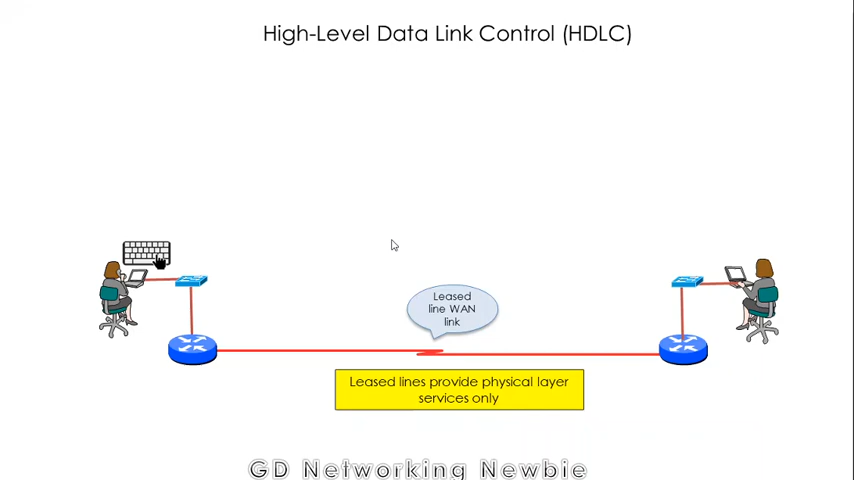 High-Level Data Link Control (HDLC)
Leased
line WAN
link
Leased lines provide physical layer
services only
GD Networking Newbie